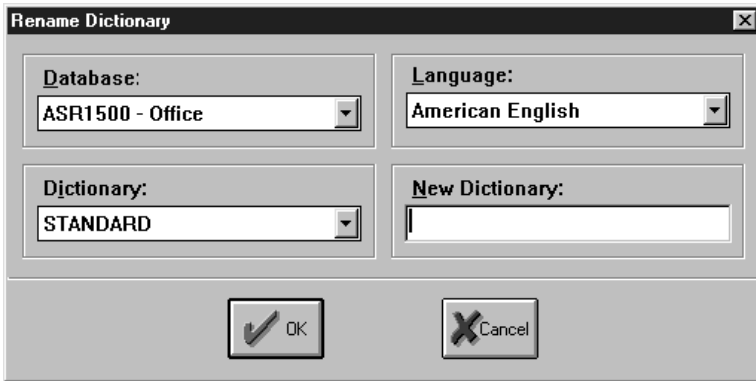 Rename Dictionary
Database:
Language:
ASR1500 - Office
American English
Dictionary:
New Dictionary:
STANDARD
OK
Cancel